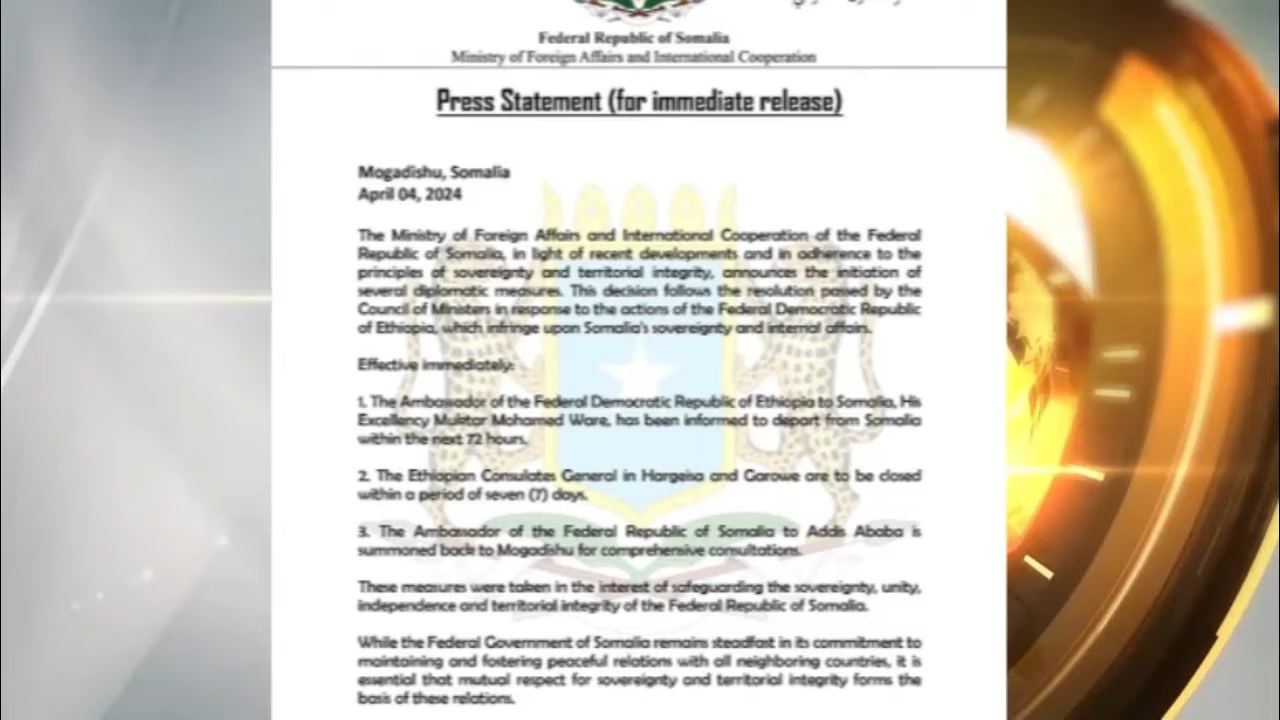 Federal Republic of Somalia
Ministry of Foreign Affairs and International Cooperation
Press Statement (for immediate release)
Mogadishu, Somalia
April 04, 2024
The Ministry of Foreign Affairs and International Cooperation of the Federal
Republic of Somalia, in light of recent developments and in adherence to the
principles of sovereignty and territorial integrity, announces the initiation of
several diplomatic measures. This decision follows the resolution passed by the
Council of Ministers in response to the actions of the Federal Democratic Republic
of Ethiopia, which infringe upon Somalia's sovereignty and internal affairs.
Effective immediately:
1. The Ambassador of the Federal Democratic Republic of Ethiopia to Somalia, His
Excellency Muktar Mohamed Ware, has been informed to depart from Somalia
within the next 72 hours.
2. The Ethiopian Consulates General in Hargeisa and Garowe are to be closed
within a period of seven (7) days.
3. The Ambassador of the Federal Republic of Somalia to Addis Ababa is
summoned back to Mogadishu for comprehensive consultations.
These measures were taken in the interest of safeguarding the sovereignty, unity,
independence and territorial integrity of the Federal Republic of Somalia.
While the Federal Government of Somalia remains steadfast in its commitment to
maintaining and fostering peaceful relations with all neighboring countries, it is
essential that mutual respect for sovereignty and territorial integrity forms the
basis of these relations.